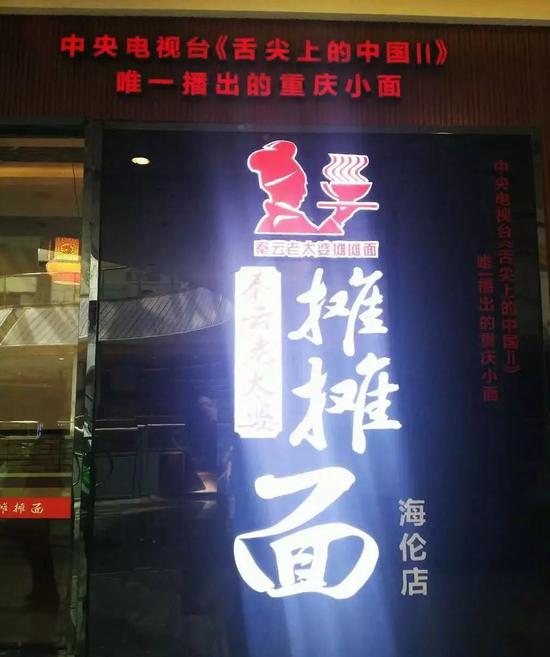 中央电视台《舌尖上的中国II》
唯一播出的重庆小面
秦云老太婆摊摊面
秦云老太婆
摊摊面
海伦店
中央电视台《舌尖上的中国II》
唯一播出的重庆小面
摊摊面